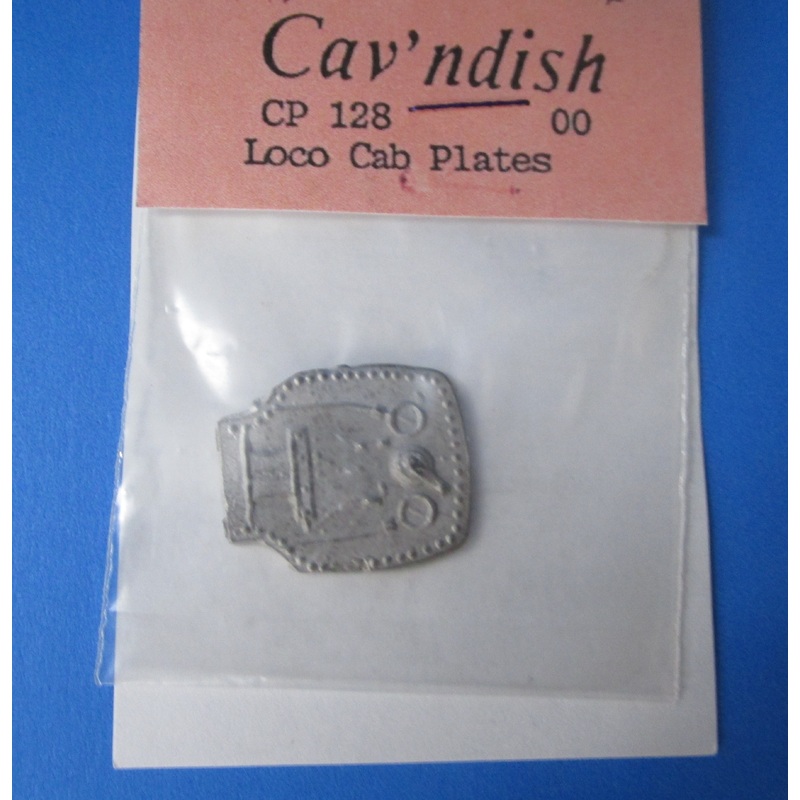 Cav'ndish
CP 128 00
Loco Cab Plates